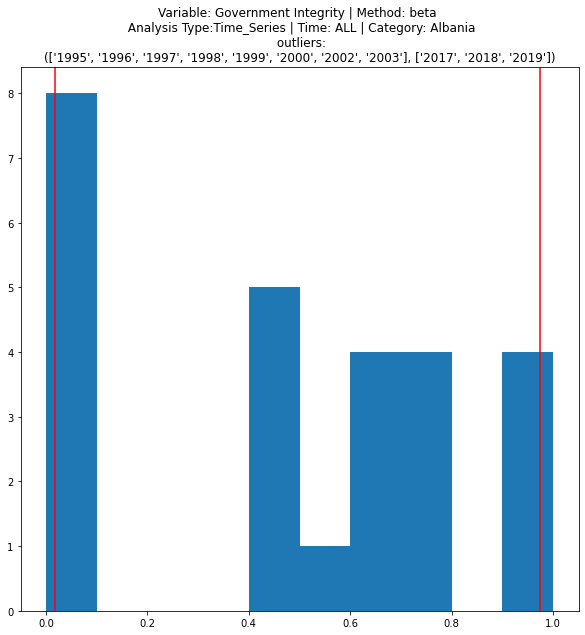 Variable: Government Integrity | Method: beta
Analysis Type:Time_Series | Time: ALL | Category: Albania
outliers:
(['1995', '1996', '1997', '1998', '1999', '2000', '2002', '2003'], ['2017', '2018', '2019'])
8
7
6
5
4
3
2
1
0
0.0 0.2 0.4 0.6 0.8 1.0